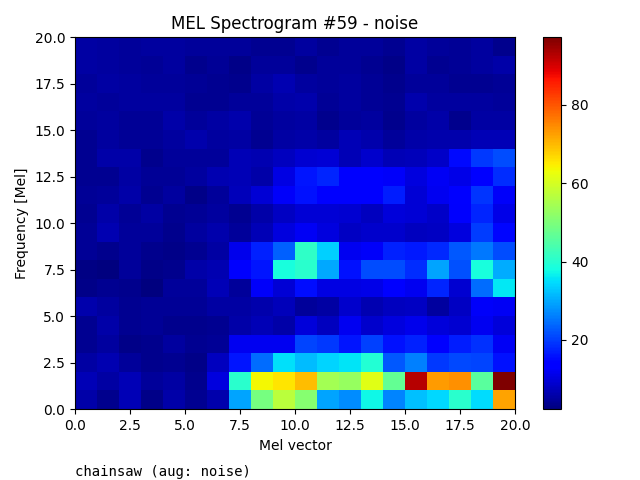 MEL Spectrogram #59 - noise
20.0
17.5
15.0
12.5
10.0
7.5
5.0
2.5
0.0
Frequency [Mel]
0.0 2.5 5.0 7.5 10.0 12.5 15.0 17.5 20.0
Mel vector
80
60
40
20
chainsaw (aug: noise)